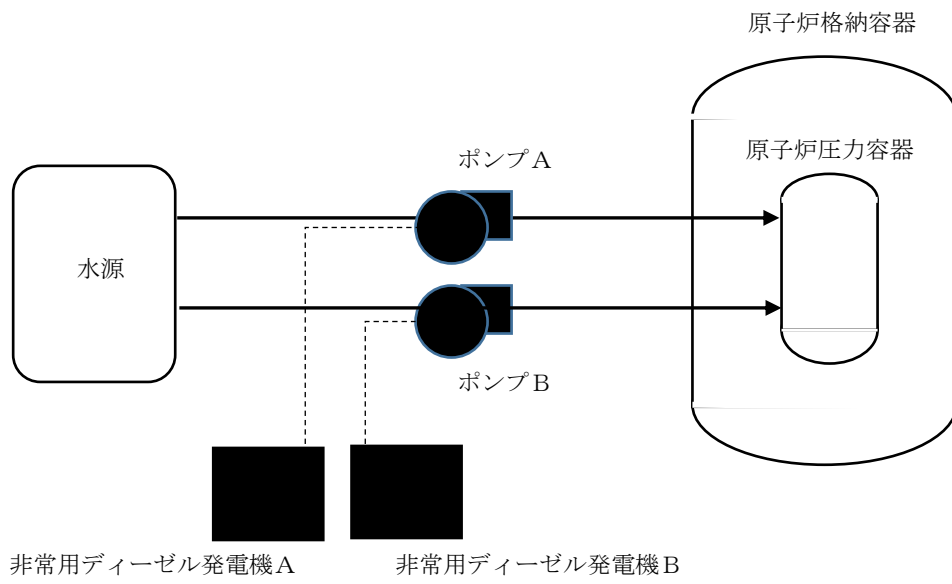 原子炉格納容器
ポンプA
原子炉圧力容器
水源
ポンプB
非常用ディーゼル発電機A
非常用ディーゼル発電機B